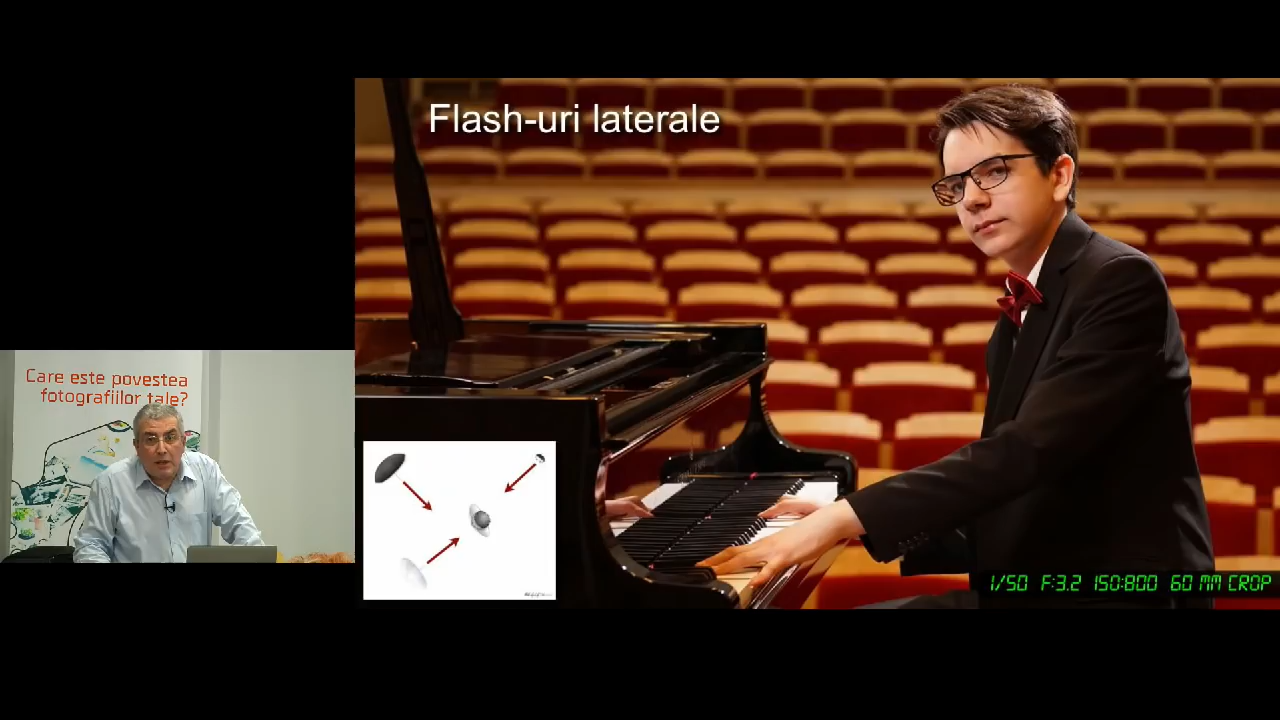 Flash-uri laterale
Care este povestea
fotografiilor tale?
1/50 F:3.2 ISO:800 60 MM CROP